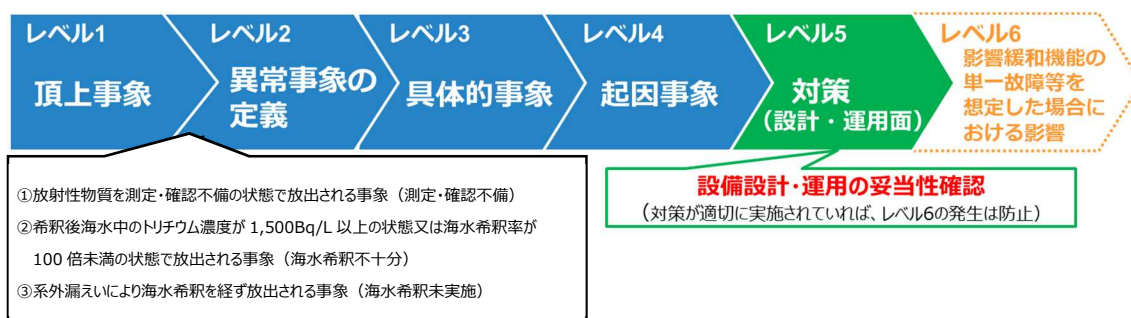 レベル1
頂上事象
レベル2
異常事象の
定義
レベル3
具体的事象
レベル4
起因事象
レベル5
対策
(設計・運用面)
レベル6
影響緩和機能の
単一故障等を
想定した場合に
おける影響
①放射性物質を測定・確認不備の状態で放出される事象（測定・確認不備）
②希釈後海水中のトリチウム濃度が 1,500Bq/L 以上の状態又は海水希釈率が
100 倍未満の状態で放出される事象（海水希釈不十分）
③系外漏えいにより海水希釈を経ず放出される事象（海水希釈未実施）
設備設計・運用の妥当性確認
(対策が適切に実施されていれば、レベル6の発生は防止)